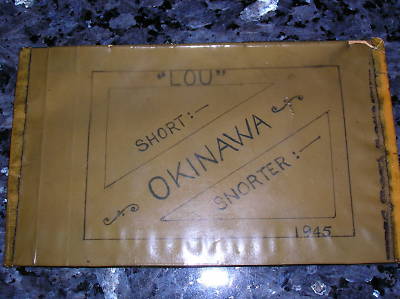 "LOU"
SHORT:—
OKINAWA
SNORTER:—
1945